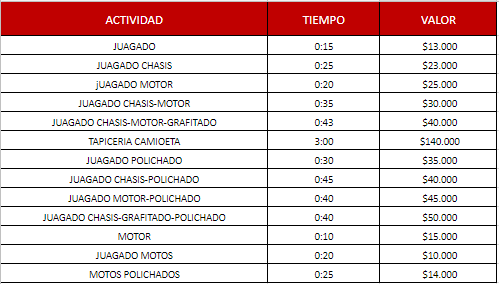 ACTIVIDAD TIEMPO VALOR
JUAGADO 0:15 $13.000
JUAGADO CHASIS 0:25 $23.000
jUAGADO MOTOR 0:20 $25.000
JUAGADO CHASIS-MOTOR 0:35 $30.000
JUAGADO CHASIS-MOTOR-GRAFITADO 0:43 $40.000
TAPICERIA CAMIOETA 3:00 $140.000
JUAGADO POLICHADO 0:30 $35.000
JUAGADO CHASIS-POLICHADO 0:45 $40.000
JUAGADO MOTOR-POLICHADO 0:40 $45.000
JUAGADO CHASIS-GRAFITADO-POLICHADO 0:40 $50.000
MOTOR 0:10 $15.000
JUAGADO MOTOS 0:20 $10.000
MOTOS POLICHADOS 0:25 $14.000